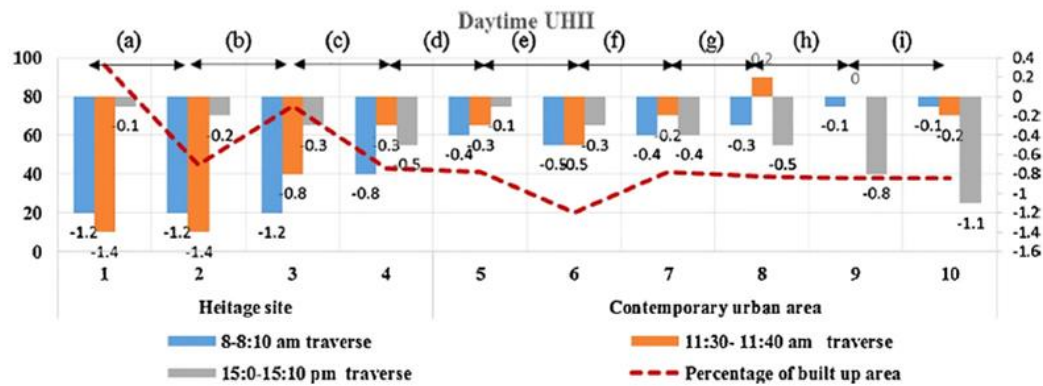 Daytime UHII
(a) (b) (c) (d) (e) (f) (g) (h) (i)
100 0.4
80 0.2
60 0
40 -0.2
20 -0.4
0 -0.6
-0.8
-1
-1.2
-1.4
-1.6
-1.2 -1.4 -0.1
-1.2 -1.4 -0.2
-1.2 -0.8 -0.3
-0.8 -0.3 -0.5
-0.4 -0.3 -0.1
-0.5 -0.5 -0.3
-0.4 -0.2 -0.4
-0.3 0.2 -0.5
-0.1 0 -0.8
-0.1 -0.2 -1.1
1 2 3 4 5 6 7 8 9 10
Heitage site Contemporary urban area
8-8:10 am traverse 11:30- 11:40 am traverse
15:0-15:10 pm traverse Percentage of built up area